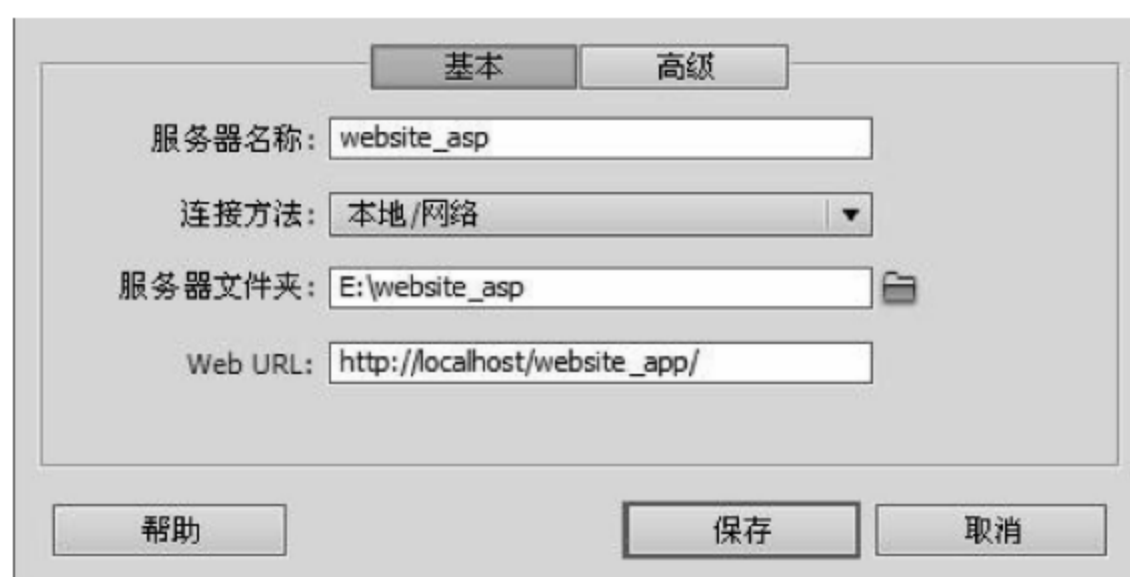 基本 高级
服务器名称: website_asp
连接方法: 本地/网络
服务器文件夹: E:\website_asp
Web URL: http://localhost/website_app/
帮助 保存 取消